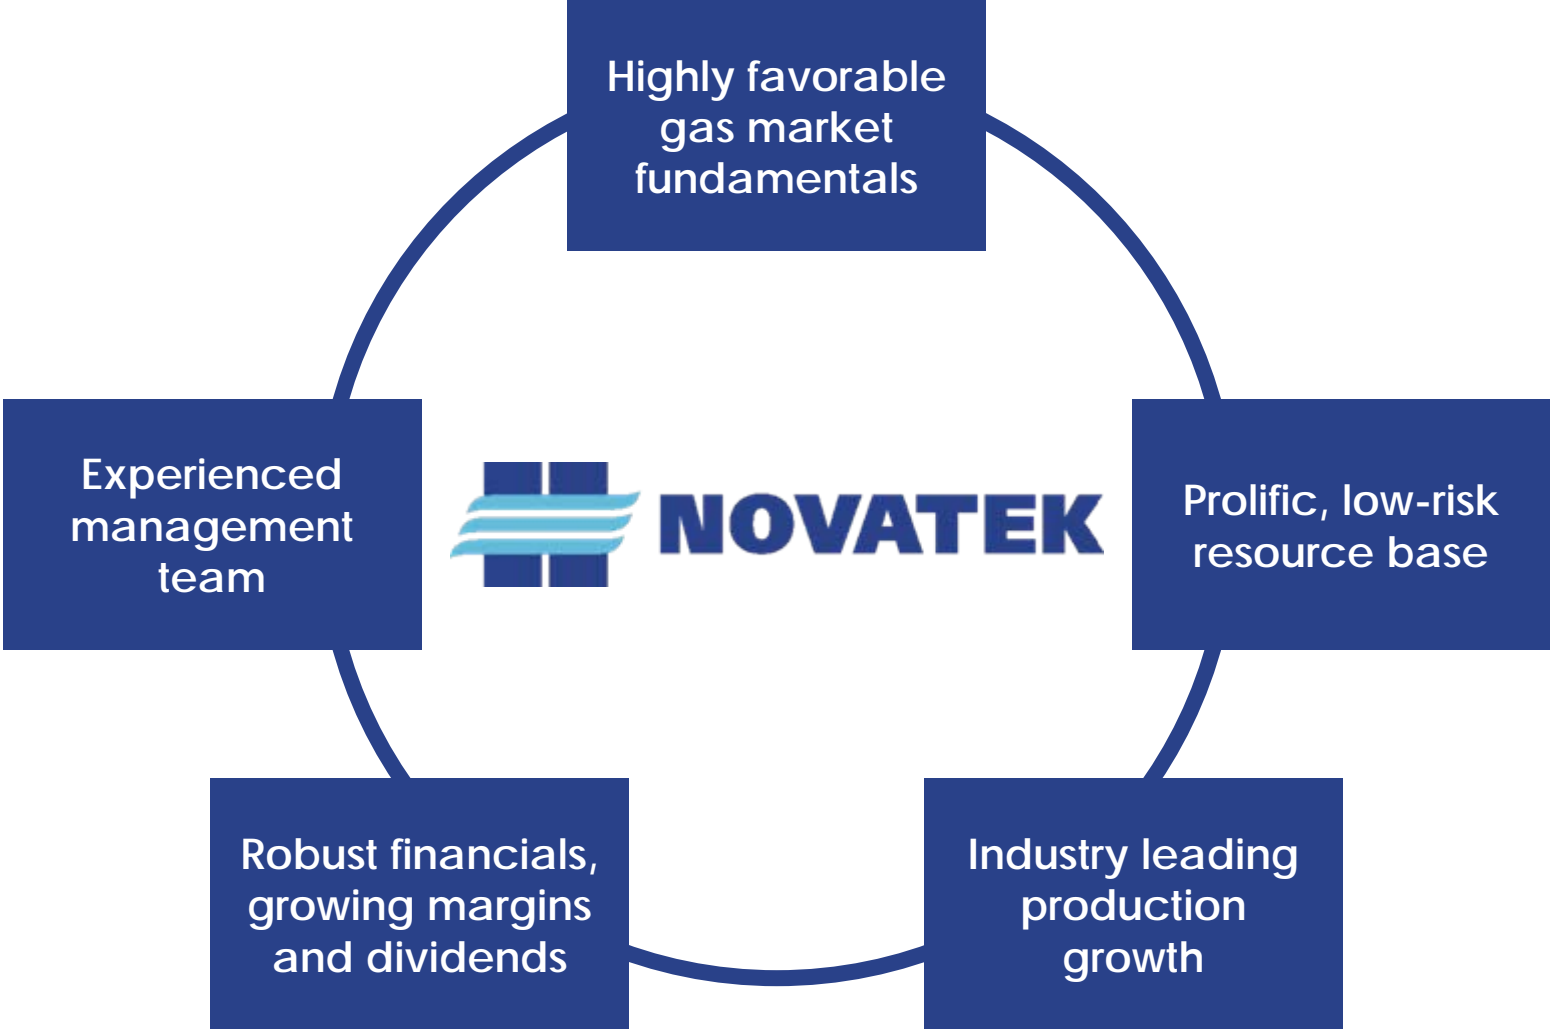 Highly favorable
gas market
fundamentals
Experienced
management
team
NOVATEK
Prolific, low-risk
resource base
Robust financials,
growing margins
and dividends
Industry leading
production
growth